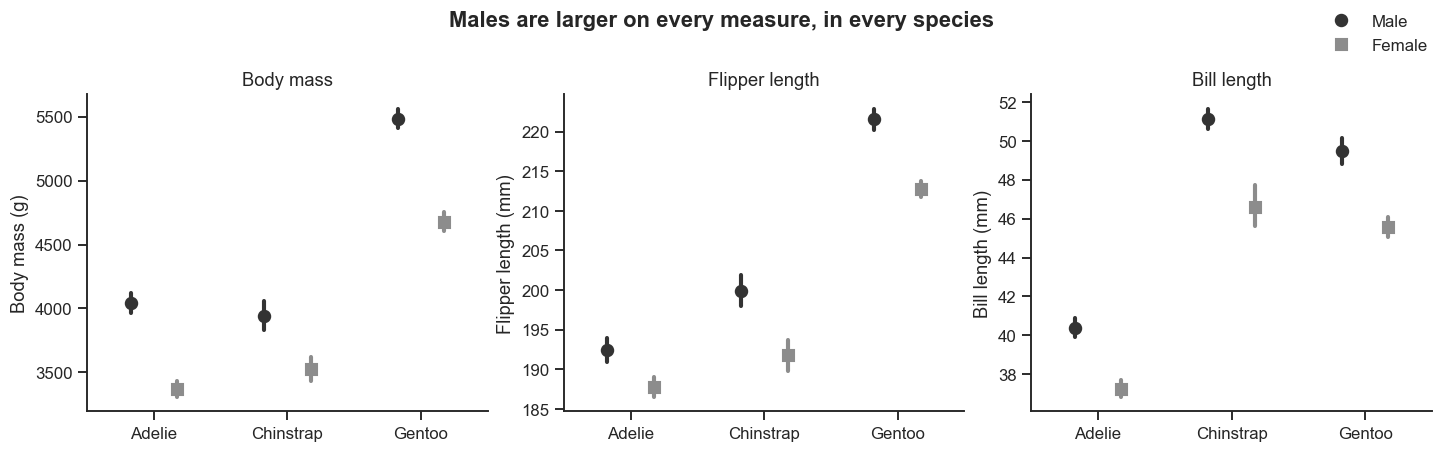 Males are larger on every measure, in every species
Male
Female
Body mass
Body mass (g)
5500
5000
4500
4000
3500
Adelie Chinstrap Gentoo
Flipper length
Flipper length (mm)
220
215
210
205
200
195
190
185
Adelie Chinstrap Gentoo
Bill length
Bill length (mm)
52
50
48
46
44
42
40
38
Adelie Chinstrap Gentoo